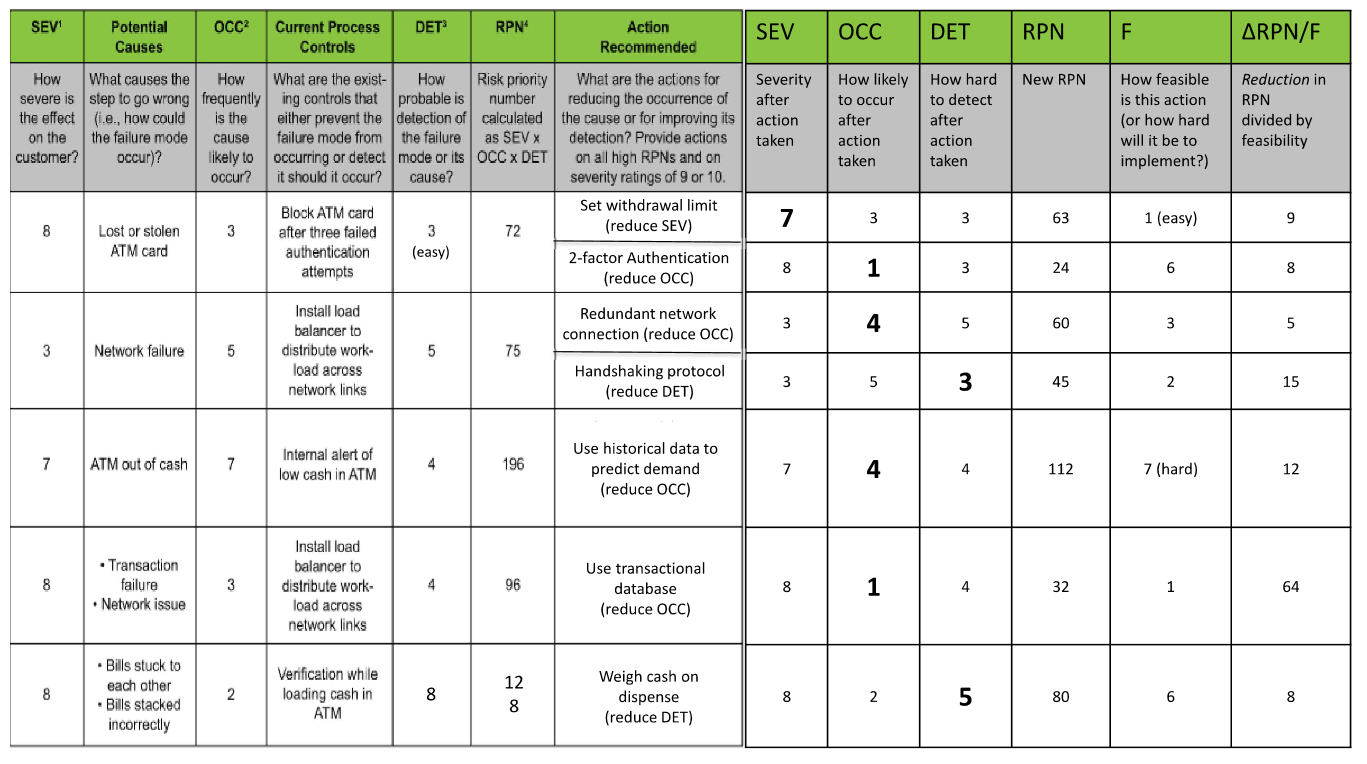 SEV¹
Potential
Causes
OCC²
Current Process
Controls
DET³
RPN⁴
Action
Recommended
SEV
OCC
DET
RPN
F
ΔRPN/F
How
severe is
the effect
on the
customer?
What causes the
step to go wrong
(i.e., how could
the failure mode
occur)?
How
frequently
is the
cause
likely to
occur?
What are the exist-
ing controls that
either prevent the
failure mode from
occurring or detect
it should it occur?
How
probable is
detection of
the failure
mode or its
cause?
Risk priority
number
calculated
as SEV x
OCC x DET
What are the actions for
reducing the occurrence of
the cause or for improving its
detection? Provide actions
on all high RPNs and on
severity ratings of 9 or 10.
Severity
after
action
taken
How likely
to occur
after
action
taken
How hard
to detect
after
action
taken
New RPN
How feasible
is this action
(or how hard
will it be to
implement?)
Reduction in
RPN
divided by
feasibility
8
Lost or stolen
ATM card
3
Block ATM card
after three failed
authentication
attempts
3
(easy)
72
Set withdrawal limit
(reduce SEV)
7
3
3
63
1 (easy)
9
2-factor Authentication
(reduce OCC)
8
1
3
24
6
8
3
Network failure
5
Install load
balancer to
distribute work-
load across
network links
5
75
Redundant network
connection (reduce OCC)
3
4
5
60
3
5
Handshaking protocol
(reduce DET)
3
5
3
45
2
15
7
ATM out of cash
7
Internal alert of
low cash in ATM
4
196
Use historical data to
predict demand
(reduce OCC)
7
4
4
112
7 (hard)
12
8
• Transaction
failure
• Network issue
3
Install load
balancer to
distribute work-
load across
network links
4
96
Use transactional
database
(reduce OCC)
8
1
4
32
1
64
8
• Bills stuck to
each other
• Bills stacked
incorrectly
2
Verification while
loading cash in
ATM
8
12
8
Weigh cash on
dispense
(reduce DET)
8
2
5
80
6
8